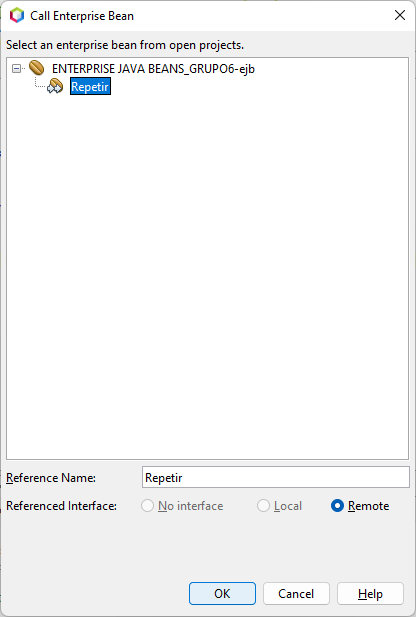 Call Enterprise Bean
Select an enterprise bean from open projects.
ENTERPRISE JAVA BEANS_GRUPO6-ejb
Repetir
Reference Name: Repetir
Referenced Interface: No interface Local Remote
OK Cancel Help